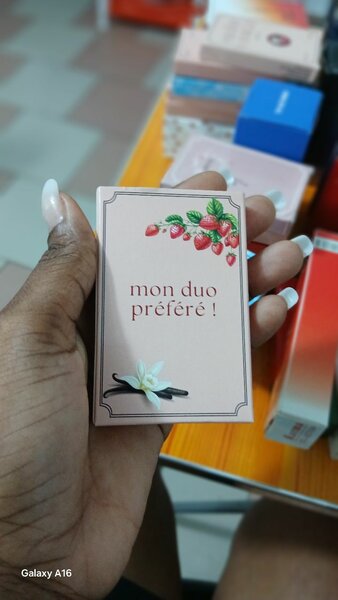 mon duo
préféré !
Galaxy A16